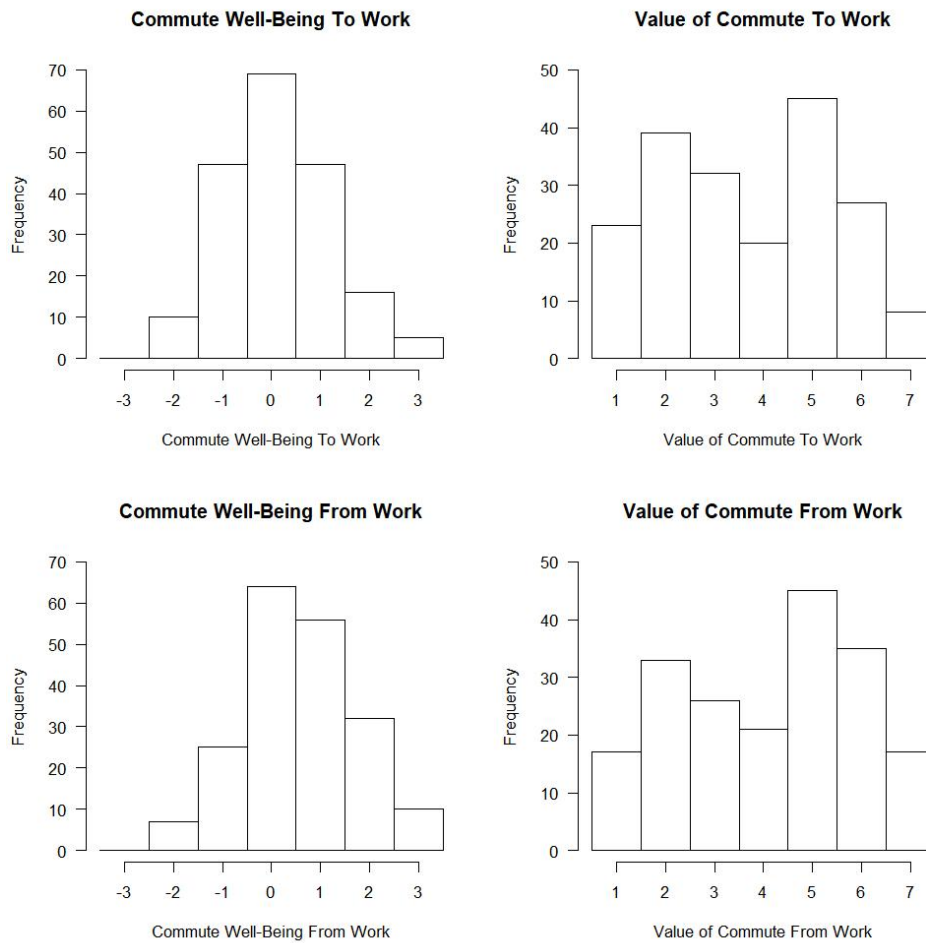 Commute Well-Being To Work
Frequency
70
60
50
40
30
20
10
0
-3 -2 -1 0 1 2 3
Commute Well-Being To Work
Value of Commute To Work
Frequency
50
40
30
20
10
0
1 2 3 4 5 6 7
Value of Commute To Work
Commute Well-Being From Work
Frequency
70
60
50
40
30
20
10
0
-3 -2 -1 0 1 2 3
Commute Well-Being From Work
Value of Commute From Work
Frequency
50
40
30
20
10
0
1 2 3 4 5 6 7
Value of Commute From Work